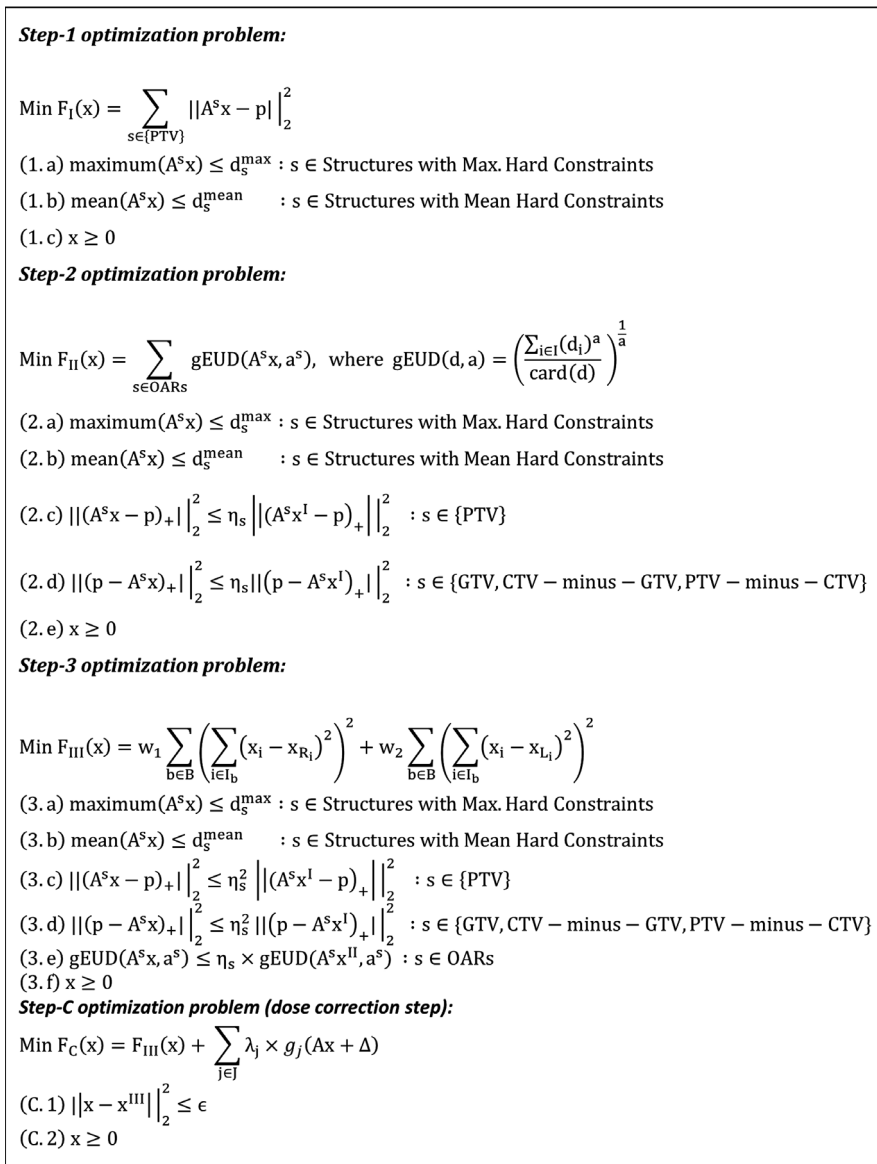 Step-1 optimization problem:
Min F_I(x) = ∑_{s∈{PTV}} ||A^s x − p||_2^2
(1. a) maximum(A^s x) ≤ d_s^max : s ∈ Structures with Max. Hard Constraints
(1. b) mean(A^s x) ≤ d_s^mean : s ∈ Structures with Mean Hard Constraints
(1. c) x ≥ 0
Step-2 optimization problem:
Min F_II(x) = ∑_{s∈OARs} gEUD(A^s x, a^s), where gEUD(d, a) = (∑_{i∈I}(d_i)^a / card(d))^{1/a}
(2. a) maximum(A^s x) ≤ d_s^max : s ∈ Structures with Max. Hard Constraints
(2. b) mean(A^s x) ≤ d_s^mean : s ∈ Structures with Mean Hard Constraints
(2. c) ||(A^s x − p)_+||_2^2 ≤ η_s ||(A^s x^I − p)_+||_2^2 : s ∈ {PTV}
(2. d) ||(p − A^s x)_+||_2^2 ≤ η_s ||(p − A^s x^I)_+||_2^2 : s ∈ {GTV, CTV − minus − GTV, PTV − minus − CTV}
(2. e) x ≥ 0
Step-3 optimization problem:
Min F_III(x) = w_1 ∑_{b∈B} (∑_{i∈I_b} (x_i − x_{R_i})^2)^2 + w_2 ∑_{b∈B} (∑_{i∈I_b} (x_i − x_{L_i})^2)^2
(3. a) maximum(A^s x) ≤ d_s^max : s ∈ Structures with Max. Hard Constraints
(3. b) mean(A^s x) ≤ d_s^mean : s ∈ Structures with Mean Hard Constraints
(3. c) ||(A^s x − p)_+||_2^2 ≤ η_s^2 ||(A^s x^I − p)_+||_2^2 : s ∈ {PTV}
(3. d) ||(p − A^s x)_+||_2^2 ≤ η_s^2 ||(p − A^s x^I)_+||_2^2 : s ∈ {GTV, CTV − minus − GTV, PTV − minus − CTV}
(3. e) gEUD(A^s x, a^s) ≤ η_s × gEUD(A^s x^II, a^s) : s ∈ OARs
(3. f) x ≥ 0
Step-C optimization problem (dose correction step):
Min F_C(x) = F_III(x) + ∑_{j∈J} λ_j × g_j(Ax + Δ)
(C. 1) ||x − x^III||_2^2 ≤ ϵ
(C. 2) x ≥ 0